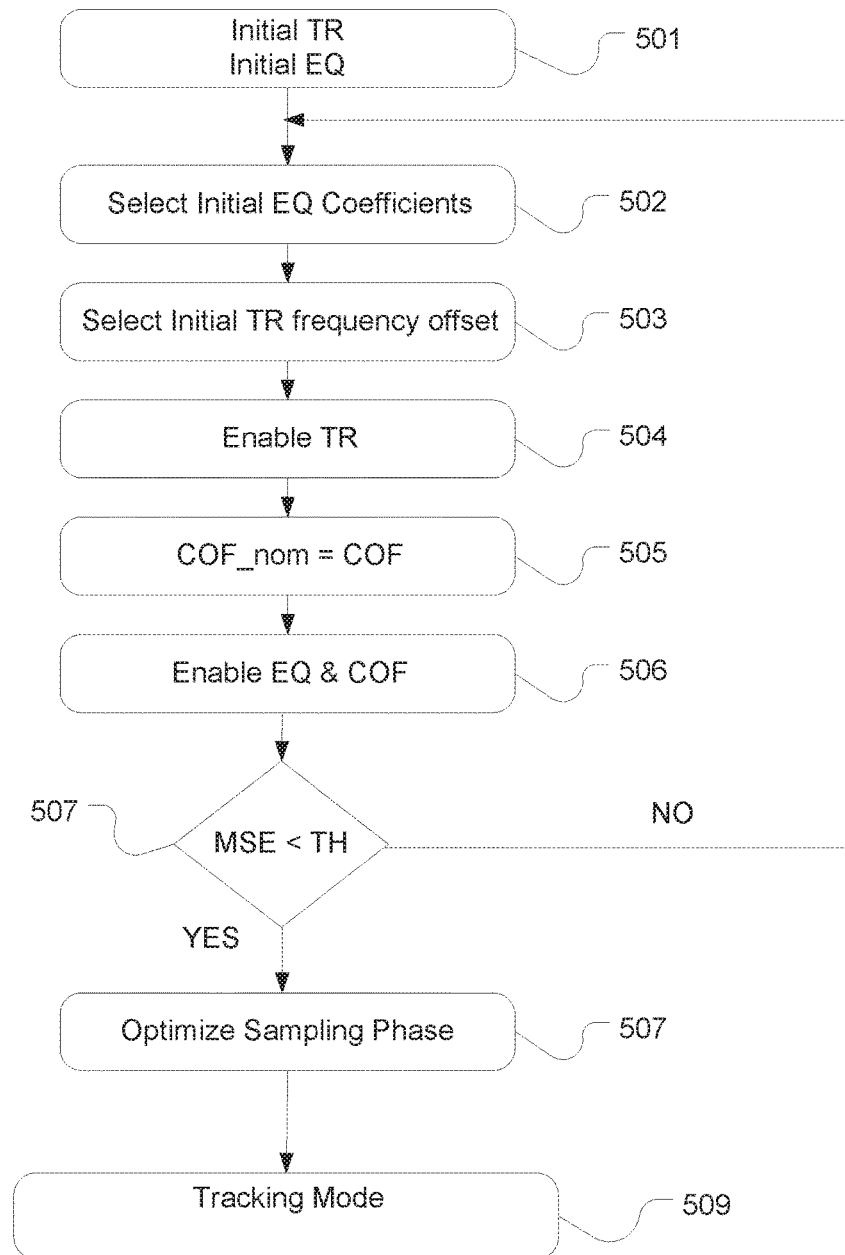 Initial TR
Initial EQ
501
Select Initial EQ Coefficients
502
Select Initial TR frequency offset
503
Enable TR
504
COF_nom = COF
505
Enable EQ & COF
506
507
MSE < TH
NO
YES
Optimize Sampling Phase
507
Tracking Mode
509